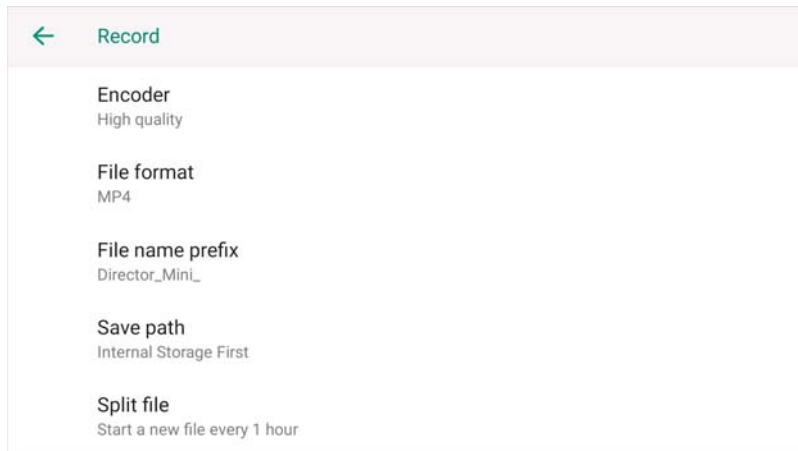 Record
Encoder
High quality
File format
MP4
File name prefix
Director_Mini_
Save path
Internal Storage First
Split file
Start a new file every 1 hour